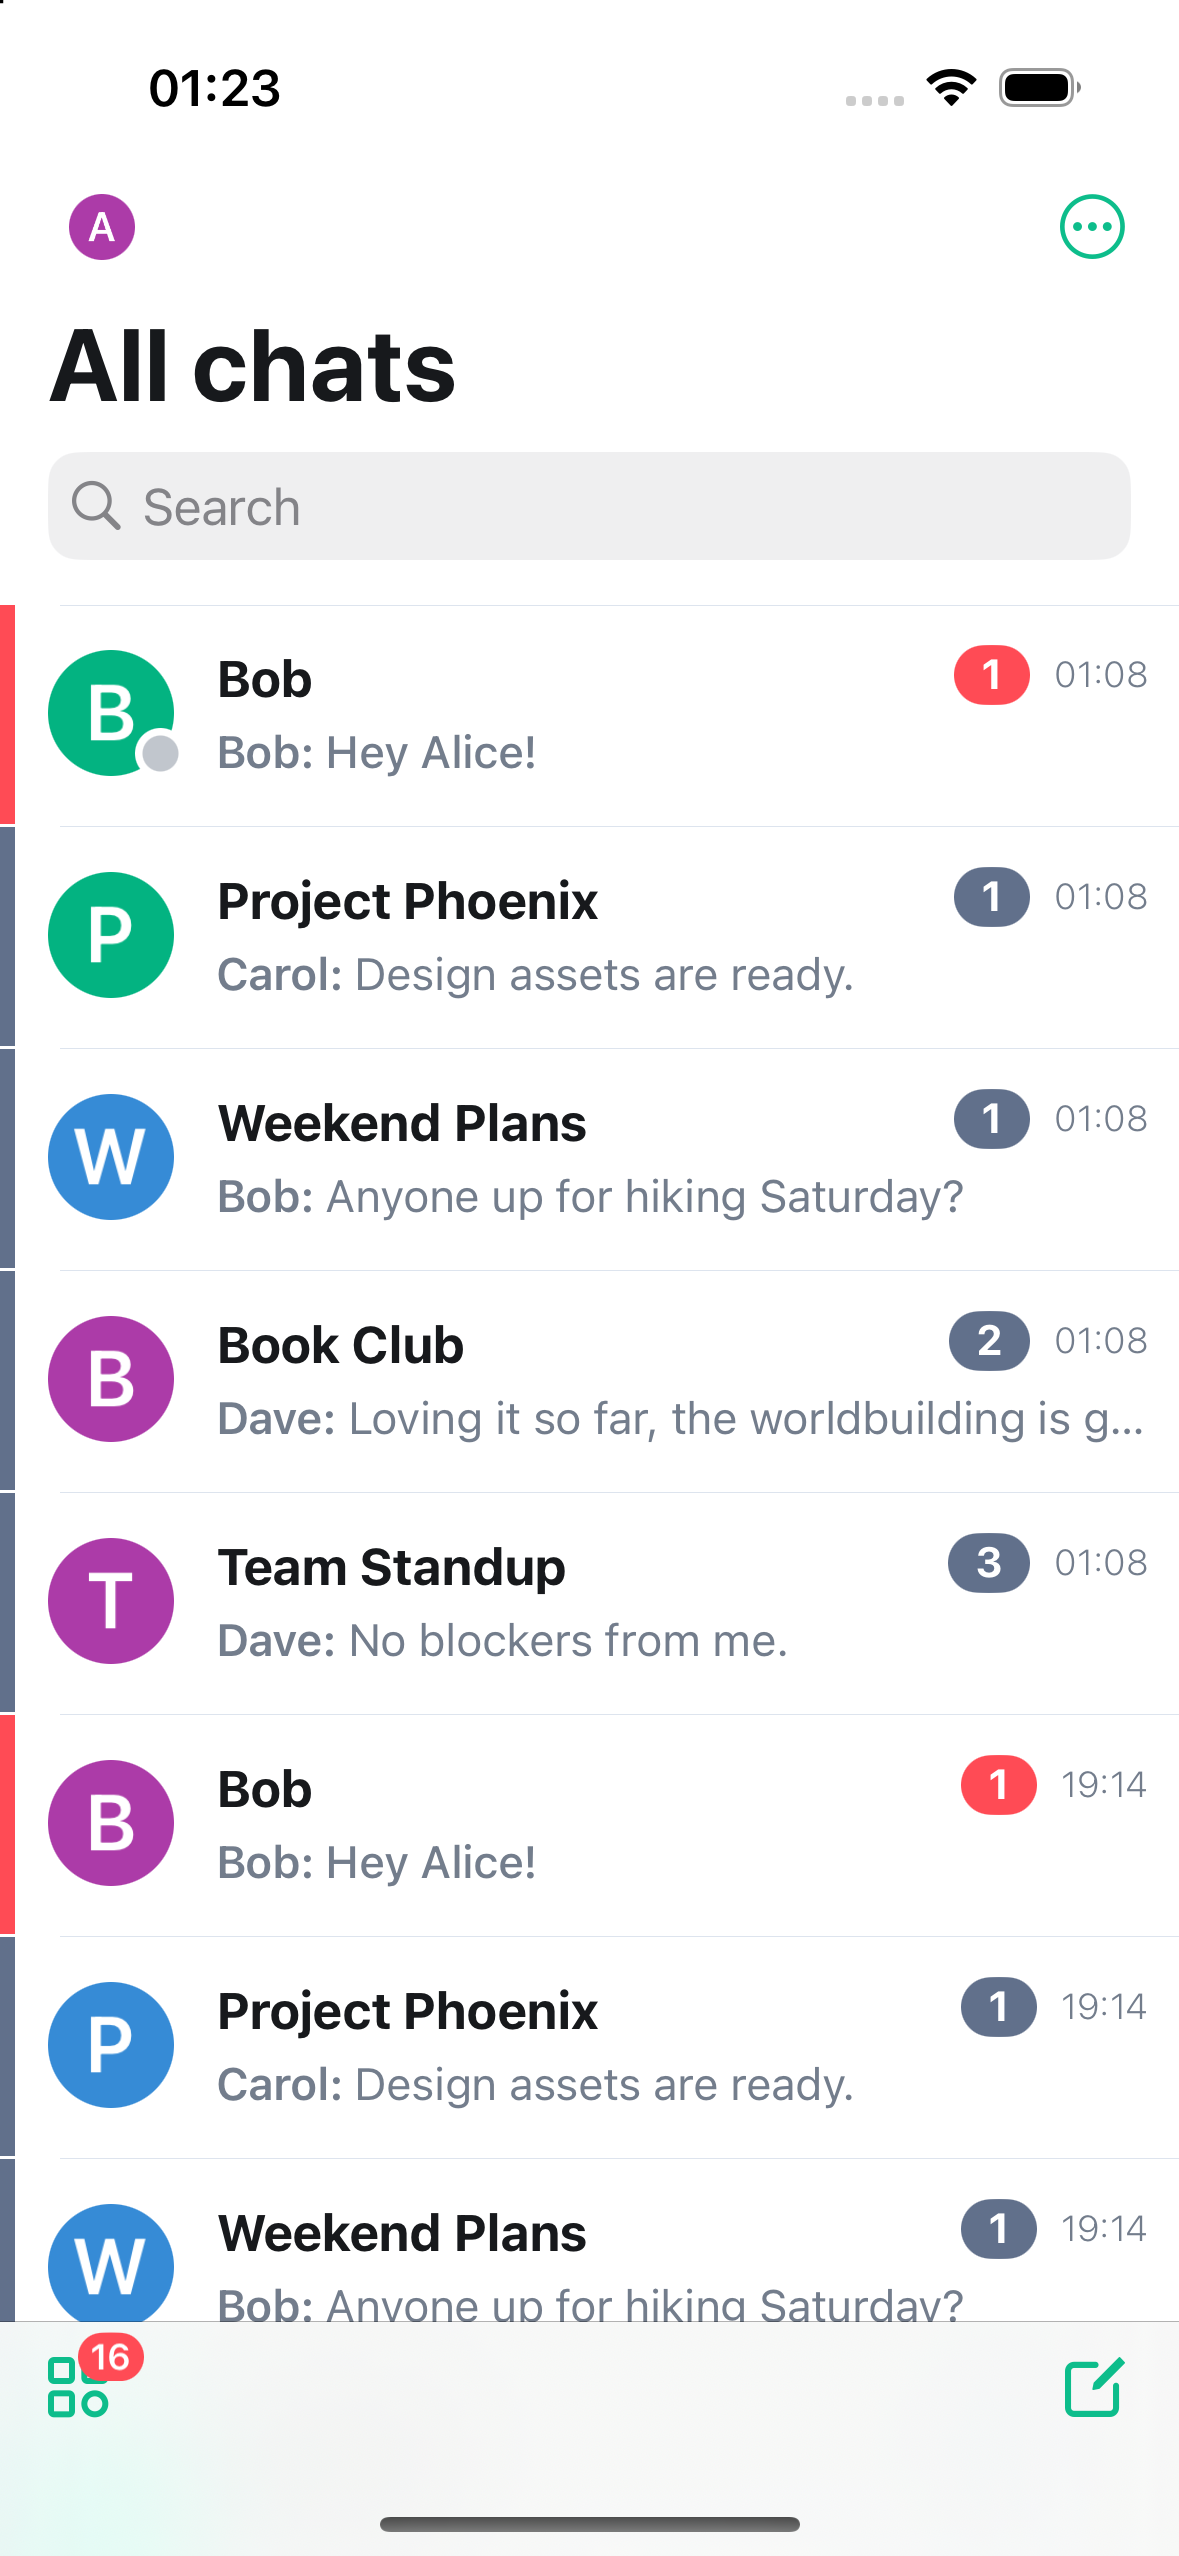 01:23
A
All chats
Search
B
Bob
1
01:08
Bob: Hey Alice!
P
Project Phoenix
1
01:08
Carol: Design assets are ready.
W
Weekend Plans
1
01:08
Bob: Anyone up for hiking Saturday?
B
Book Club
2
01:08
Dave: Loving it so far, the worldbuilding is g...
T
Team Standup
3
01:08
Dave: No blockers from me.
B
Bob
1
19:14
Bob: Hey Alice!
P
Project Phoenix
1
19:14
Carol: Design assets are ready.
W
Weekend Plans
1
19:14
Bob: Anyone up for hiking Saturday?
16